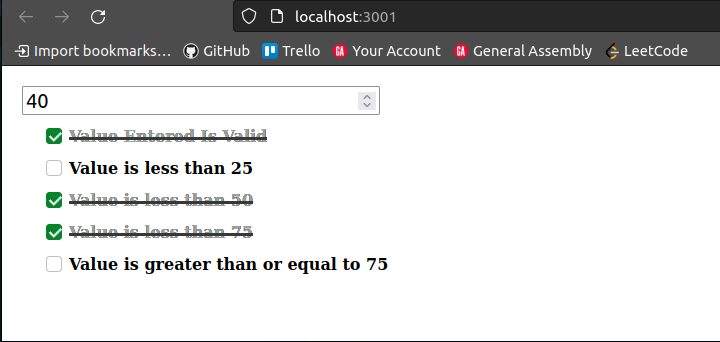 localhost:3001
Import bookmarks… GitHub Trello GA Your Account GA General Assembly LeetCode
40
Value Entered Is Valid
Value is less than 25
Value is less than 50
Value is less than 75
Value is greater than or equal to 75